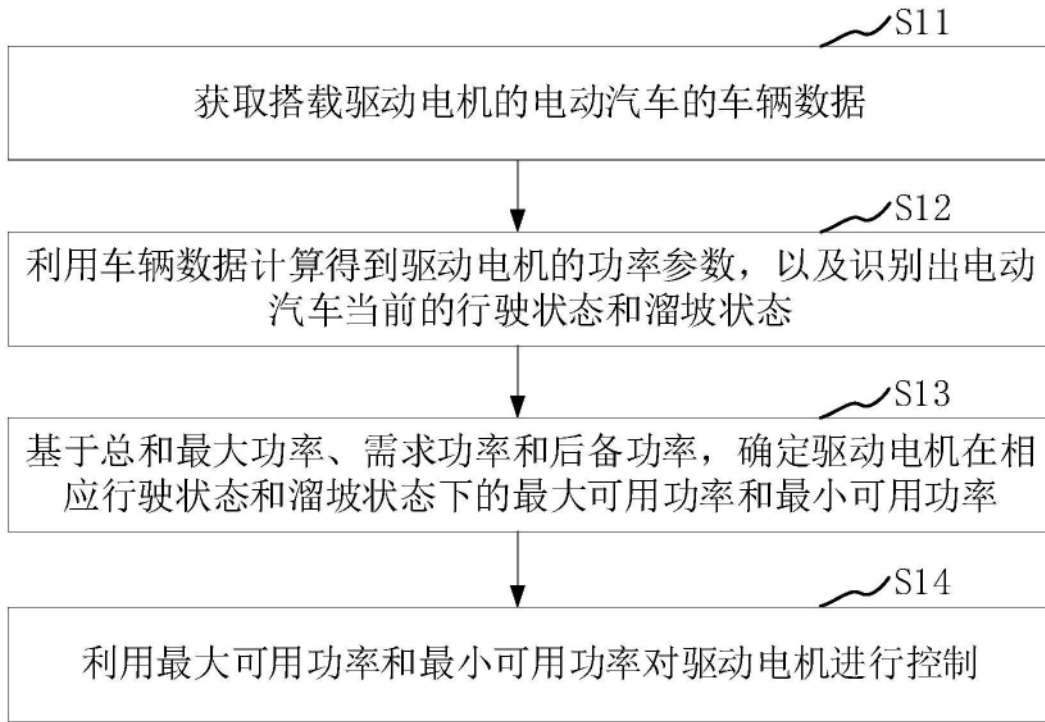 S11
获取搭载驱动电机的电动汽车的车辆数据
S12
利用车辆数据计算得到驱动电机的功率参数，以及识别出电动
汽车当前的行驶状态和溜坡状态
S13
基于总和最大功率、需求功率和后备功率，确定驱动电机在相
应行驶状态和溜坡状态下的最大可用功率和最小可用功率
S14
利用最大可用功率和最小可用功率对驱动电机进行控制